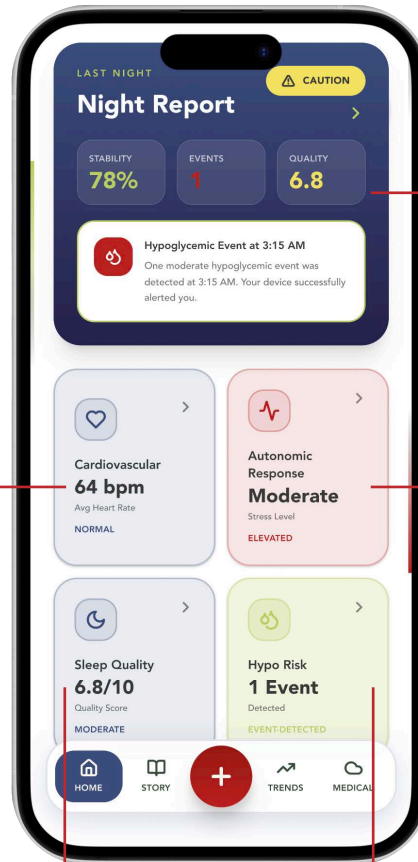 LAST NIGHT
CAUTION
Night Report
STABILITY
78%
EVENTS
1
QUALITY
6.8
Hypoglycemic Event at 3:15 AM
One moderate hypoglycemic event was
detected at 3:15 AM. Your device successfully
alerted you.
Cardiovascular
64 bpm
Avg Heart Rate
NORMAL
Autonomic
Response
Moderate
Stress Level
ELEVATED
Sleep Quality
6.8/10
Quality Score
MODERATE
Hypo Risk
1 Event
Detected
EVENT-DETECTED
HOME
STORY
TRENDS
MEDICAL